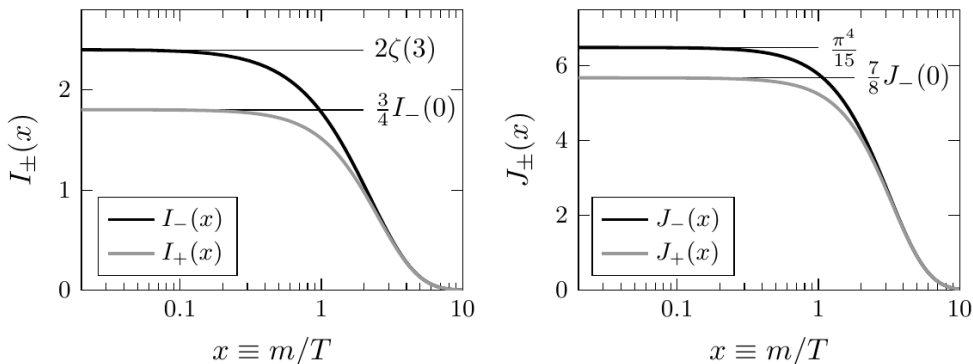 I±(x)
2
1
0
2ζ(3)
3/4 I−(0)
I−(x)
I+(x)
0.1 1 10
x ≡ m/T
J±(x)
6
4
2
0
π⁴/15
7/8 J−(0)
J−(x)
J+(x)
0.1 1 10
x ≡ m/T